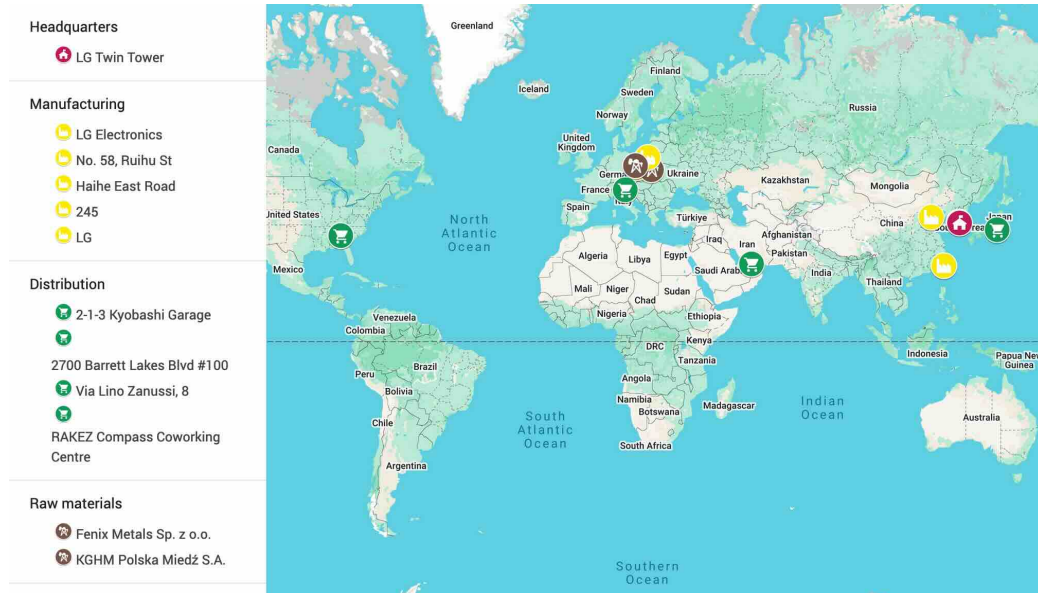 Headquarters
LG Twin Tower
Manufacturing
LG Electronics
No. 58, Ruihu St
Haihe East Road
245
LG
Distribution
2-1-3 Kyobashi Garage
2700 Barrett Lakes Blvd #100
Via Lino Zanussi, 8
RAKEZ Compass Coworking
Centre
Raw materials
Fenix Metals Sp. z o.o.
KGHM Polska Miedź S.A.
Greenland
Iceland
Finland
Sweden
Norway
Russia
United
Kingdom
Canada
Ukraine
France
Kazakhstan
Mongolia
Spain
United States
Türkiye
China
Japan
North
Atlantic
Ocean
Iraq
Iran
Afghanistan
Pakistan
Algeria
Libya
Egypt
Saudi Arab
Mexico
India
Thailand
Mali
Niger
Chad
Sudan
Nigeria
Ethiopia
Venezuela
Colombia
Kenya
DRC
Tanzania
Indonesia
Papua New
Guinea
Peru
Brazil
Angola
Bolivia
Namibia
Botswana
Madagascar
Indian
Ocean
Chile
South
Atlantic
Ocean
Australia
South Africa
Argentina
Southern
Ocean